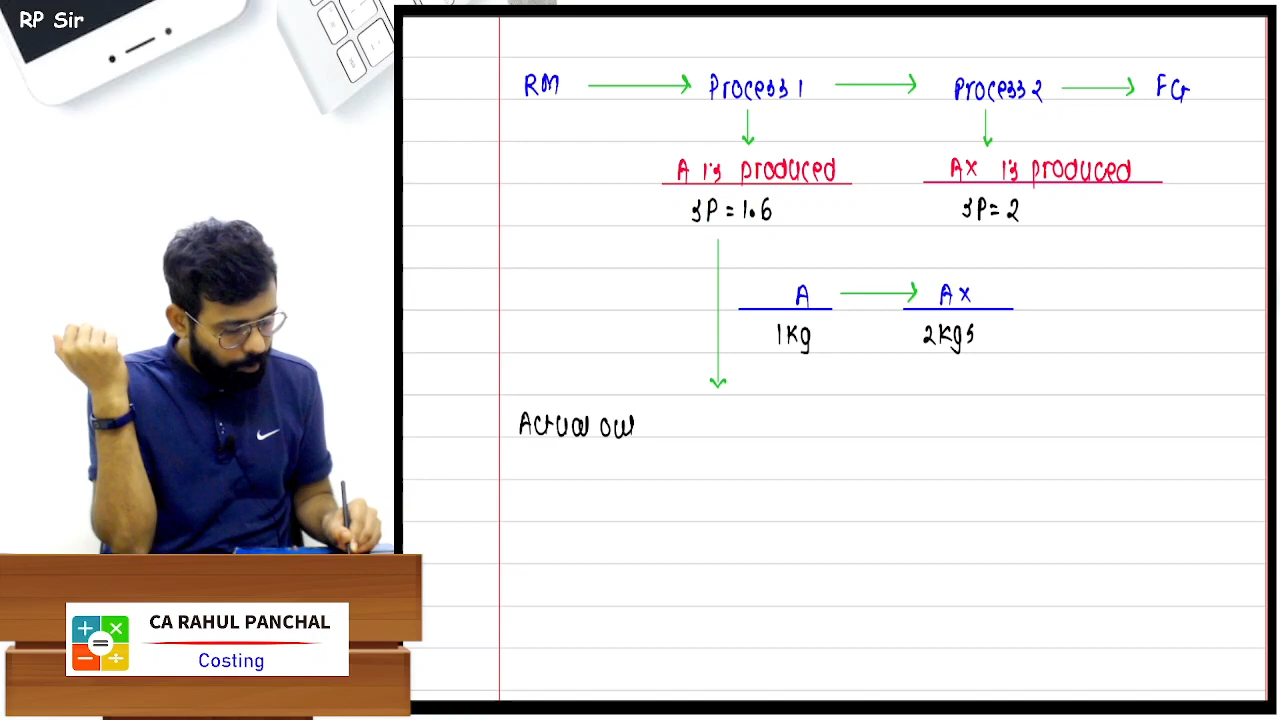 RP Sir
RM → Process 1 → Process 2 → FG
A is produced
AX is produced
SP = 1.6
SP = 2
A → AX
1Kg
2Kgs
Actual out
CA RAHUL PANCHAL
Costing